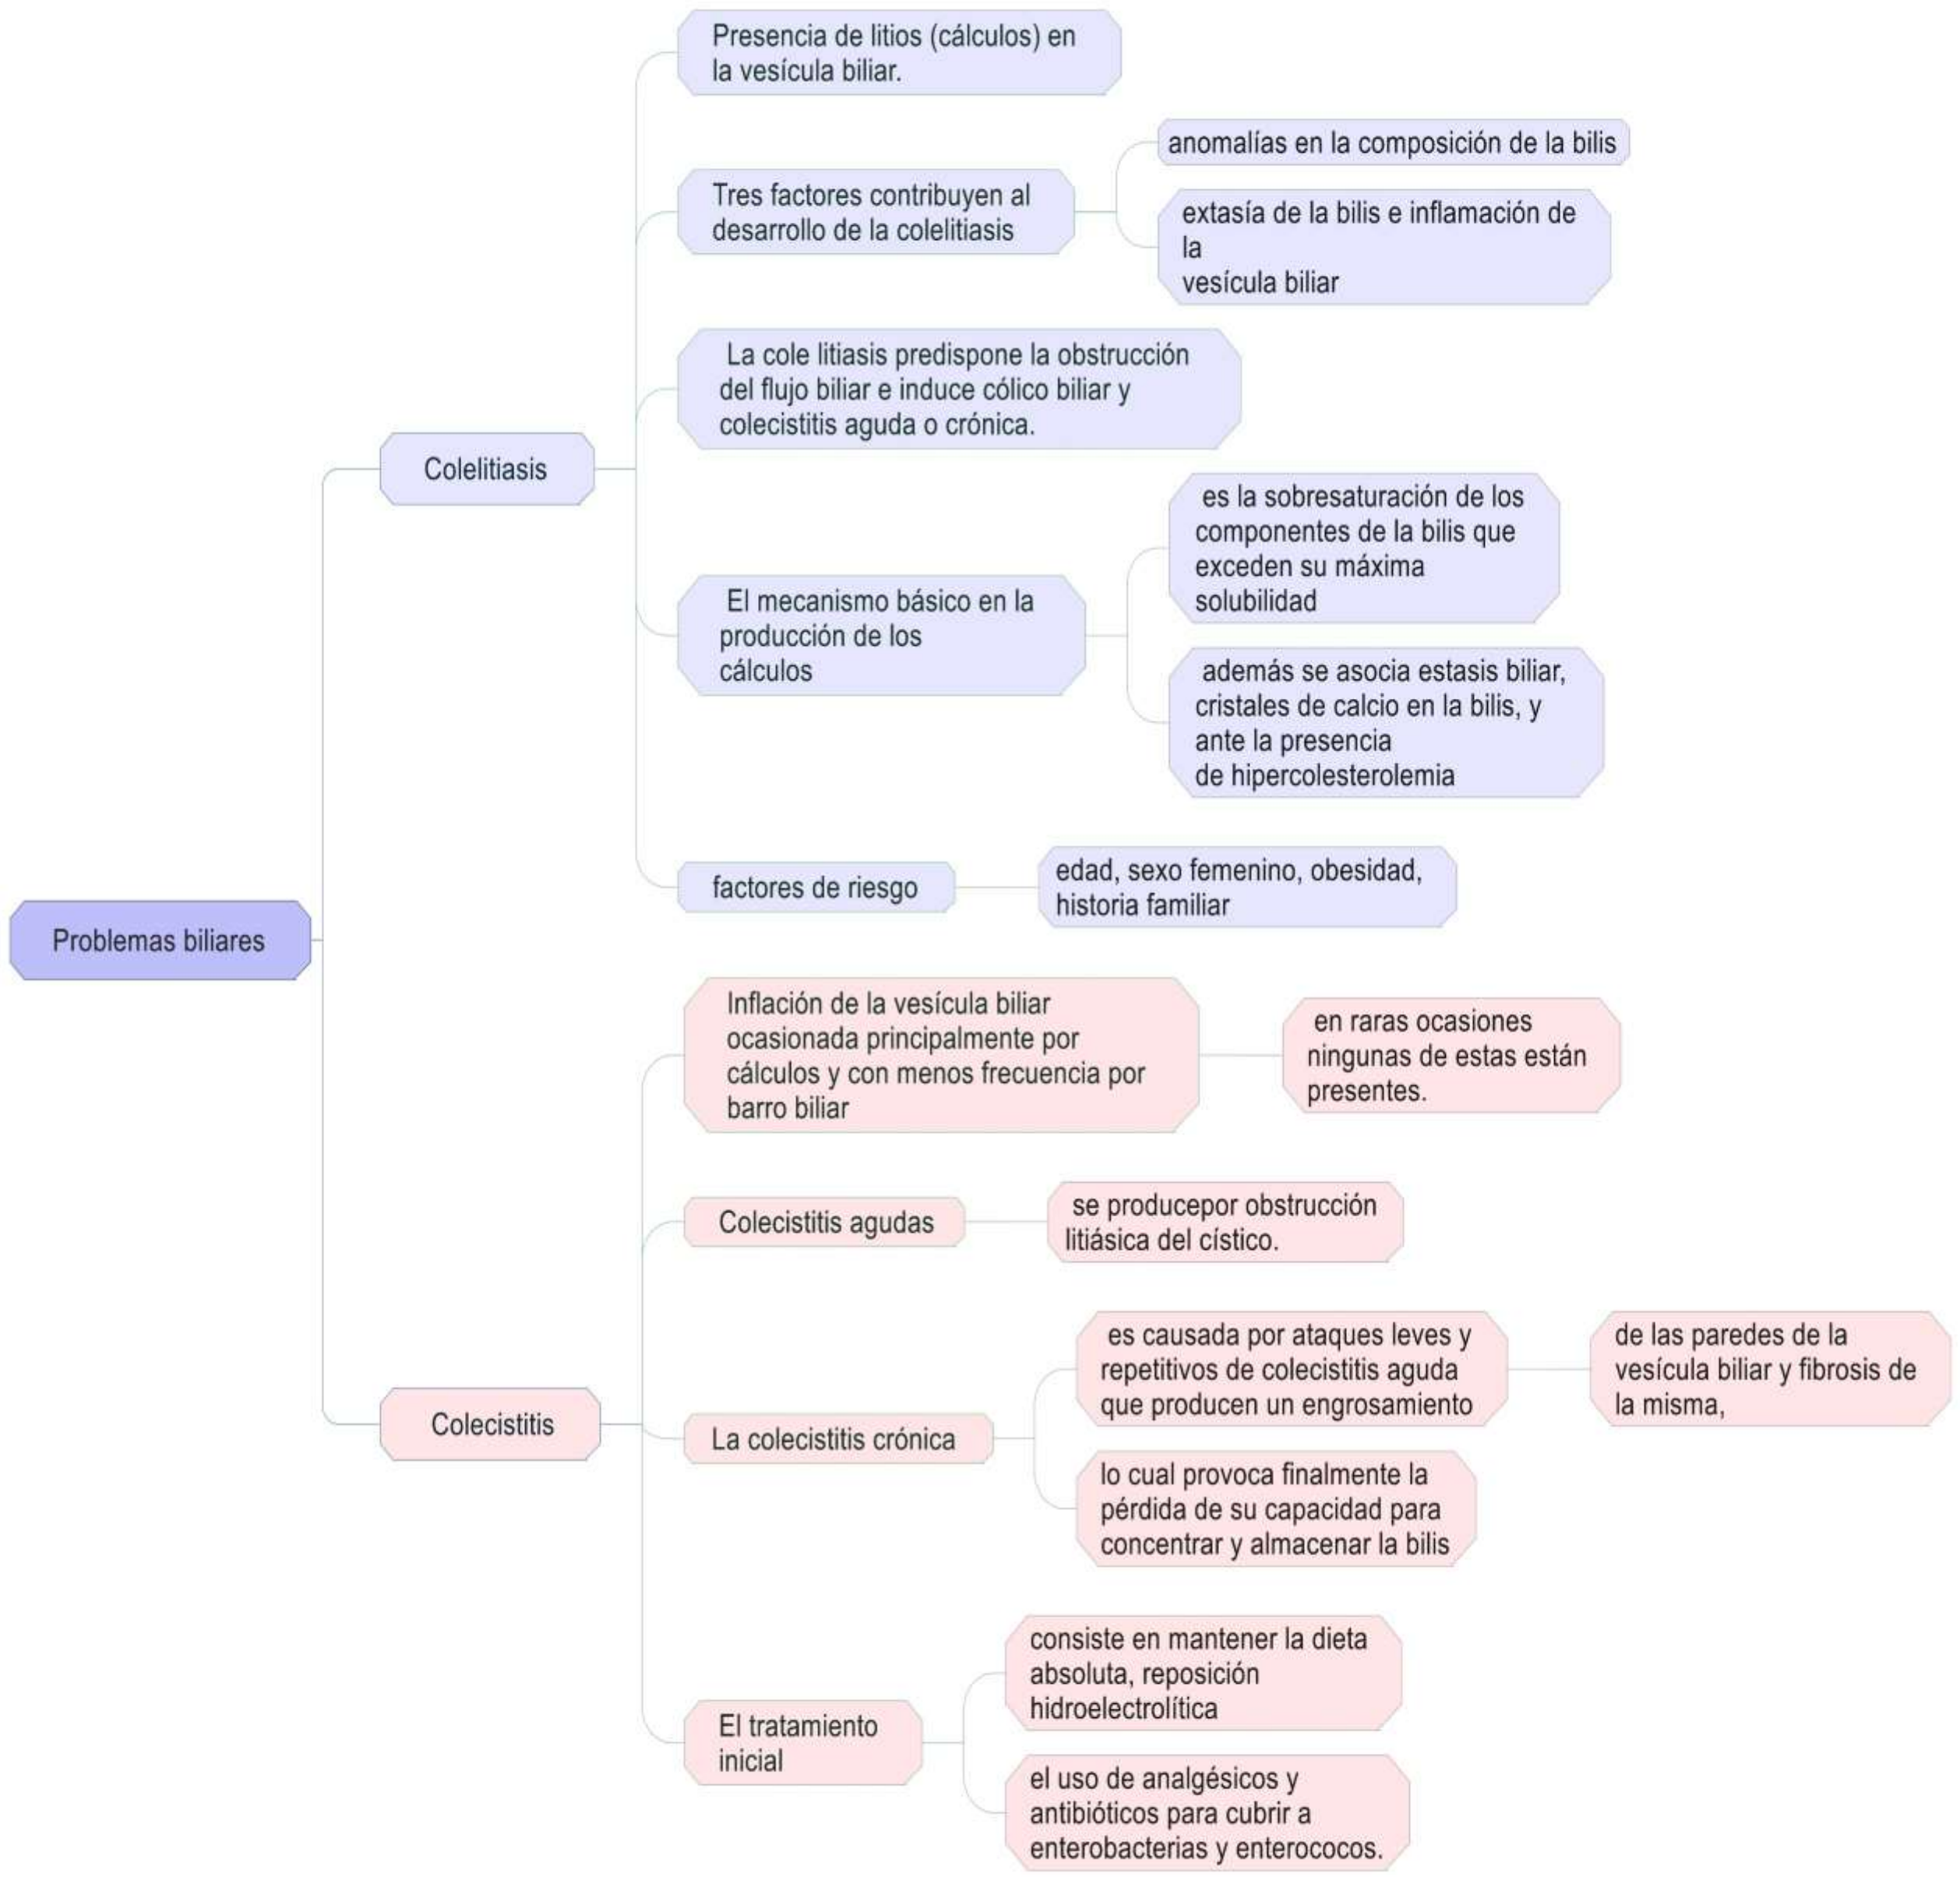 Presencia de litios (cálculos) en
la vesícula biliar.
anomalías en la composición de la bilis
Tres factores contribuyen al
desarrollo de la colelitiasis
extasía de la bilis e inflamación de
la
vesícula biliar
La cole litiasis predispone la obstrucción
del flujo biliar e induce cólico biliar y
colecistitis aguda o crónica.
Colelitiasis
es la sobresaturación de los
componentes de la bilis que
exceden su máxima
solubilidad
El mecanismo básico en la
producción de los
cálculos
además se asocia estasis biliar,
cristales de calcio en la bilis, y
ante la presencia
de hipercolesterolemia
factores de riesgo
edad, sexo femenino, obesidad,
historia familiar
Problemas biliares
Inflación de la vesícula biliar
ocasionada principalmente por
cálculos y con menos frecuencia por
barro biliar
en raras ocasiones
ningunas de estas están
presentes.
Colecistitis agudas
se producepor obstrucción
litiásica del cístico.
es causada por ataques leves y
repetitivos de colecistitis aguda
que producen un engrosamiento
de las paredes de la
vesícula biliar y fibrosis de
la misma,
Colecistitis
La colecistitis crónica
lo cual provoca finalmente la
pérdida de su capacidad para
concentrar y almacenar la bilis
consiste en mantener la dieta
absoluta, reposición
hidroelectrolítica
El tratamiento
inicial
el uso de analgésicos y
antibióticos para cubrir a
enterobacterias y enterococos.